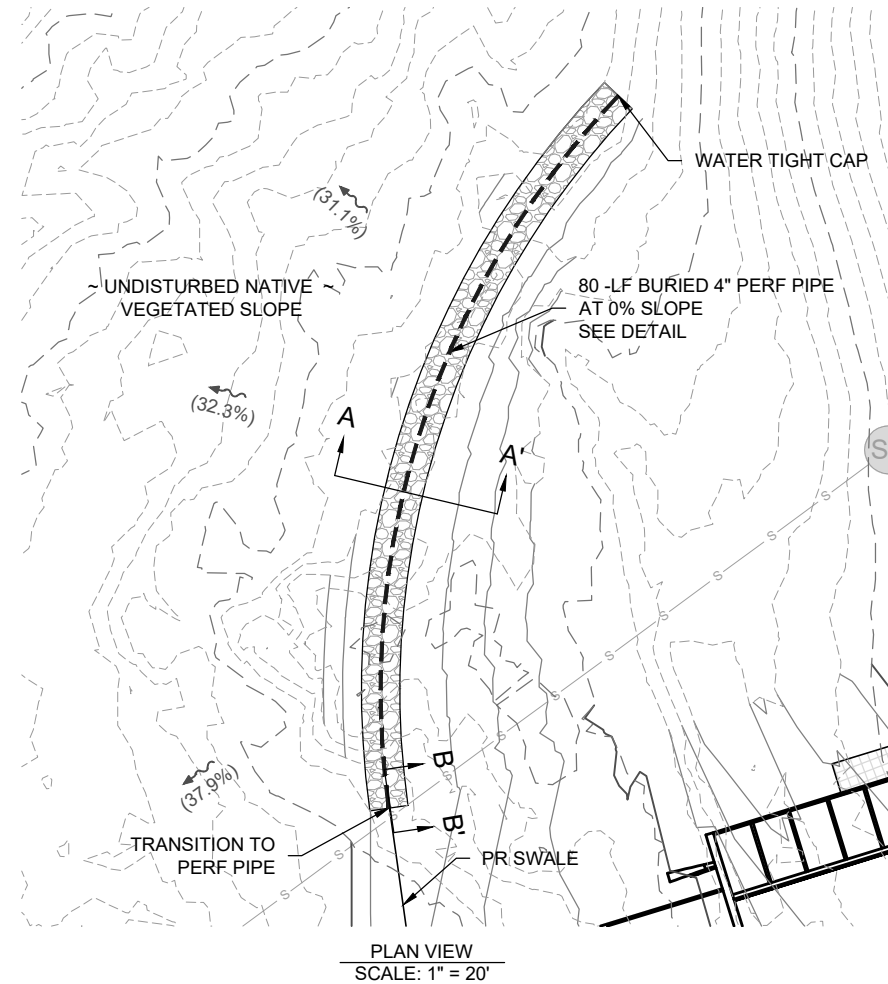 WATER TIGHT CAP
(31.1%)
80 -LF BURIED 4" PERF PIPE
AT 0% SLOPE
SEE DETAIL
~ UNDISTURBED NATIVE ~
VEGETATED SLOPE
(32.3%)
A
A'
S
S
S
S
S
S
S
S
(37.9%)
B
B'
TRANSITION TO
PERF PIPE
PR SWALE
PLAN VIEW
SCALE: 1" = 20'